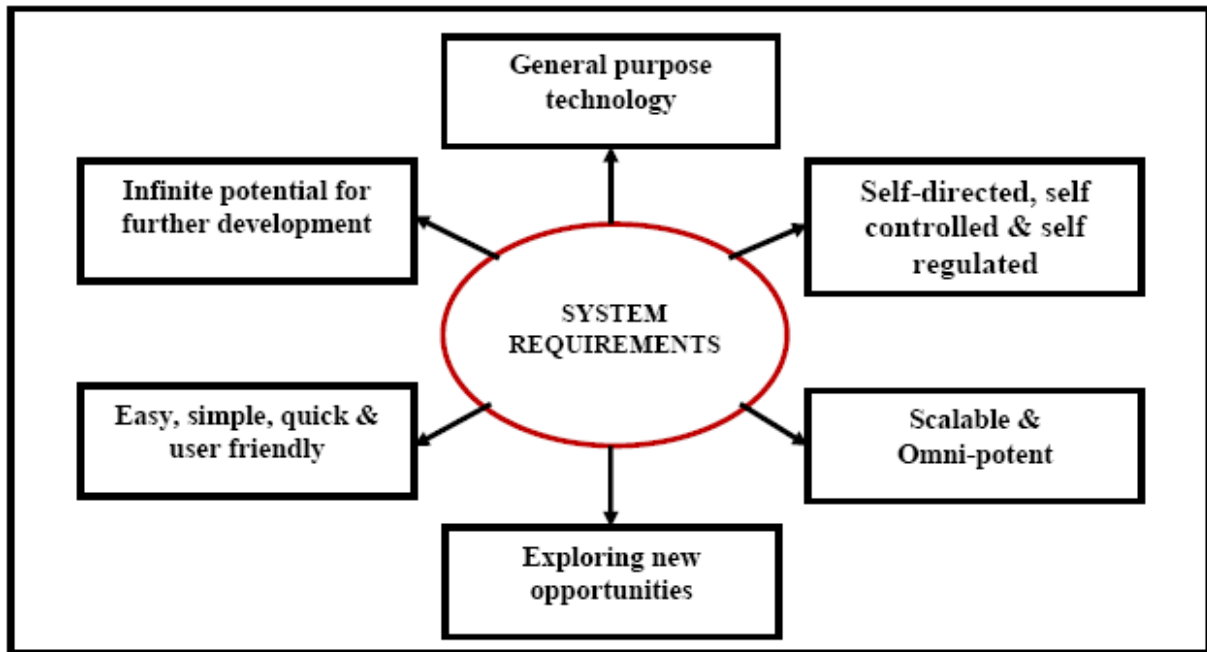 General purpose
technology
Infinite potential for
further development
Self-directed, self
controlled & self
regulated
SYSTEM
REQUIREMENTS
Easy, simple, quick &
user friendly
Scalable &
Omni-potent
Exploring new
opportunities